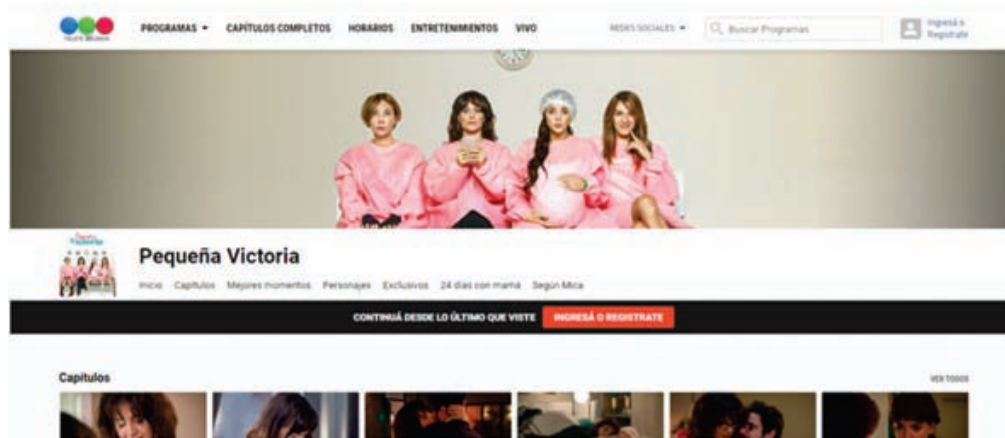 PROGRAMAS CAPÍTULOS COMPLETOS HORARIOS ENTRETENIMIENTOS VIVO REDES SOCIALES Buscar Programas Ingresá o
Registrate
Pequeña Victoria
Inicio Capítulos Mejores momentos Personajes Exclusivos 24 días con mamá Según Mica
CONTINUÁ DESDE LO ÚLTIMO QUE VISTE INGRESÁ O REGISTRATE
Capítulos VER TODOS